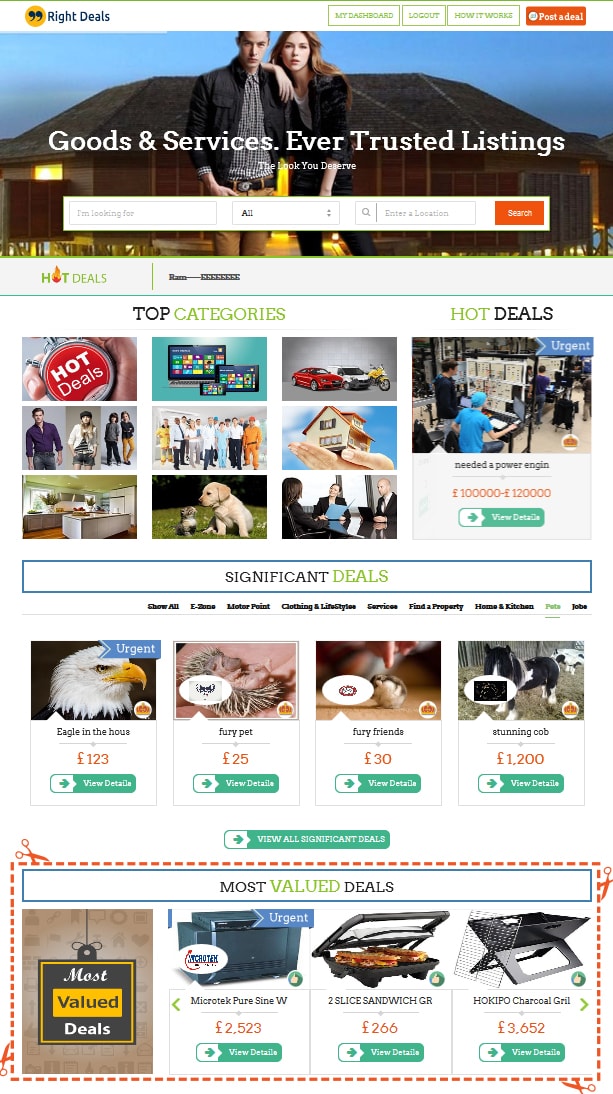 99 Right Deals
MY DASHBOARD
LOGOUT
HOW IT WORKS
Post a deal
Goods & Services. Ever Trusted Listings
The Look You Deserve
I'm looking for
All
Enter a Location
Search
HOT DEALS
TOP CATEGORIES
HOT Deals
HOT DEALS
Urgent
needed a power engin
£ 100000-£ 120000
View Details
SIGNIFICANT DEALS
Show All
E-Zone
Motor Point
Clothing & LifeStyles
Services
Find a Property
Home & Kitchen
Pets
Jobs
Urgent
Eagle in the hous
£ 123
View Details
fury pet
£ 25
View Details
fury friends
£ 30
View Details
stunning cob
£ 1,200
View Details
VIEW ALL SIGNIFICANT DEALS
MOST VALUED DEALS
Most
Valued
Deals
Urgent
MICROTEK
Microtek Pure Sine W
£ 2,523
View Details
2 SLICE SANDWICH GR
£ 266
View Details
HOKIPO Charcoal Gril
£ 3,652
View Details